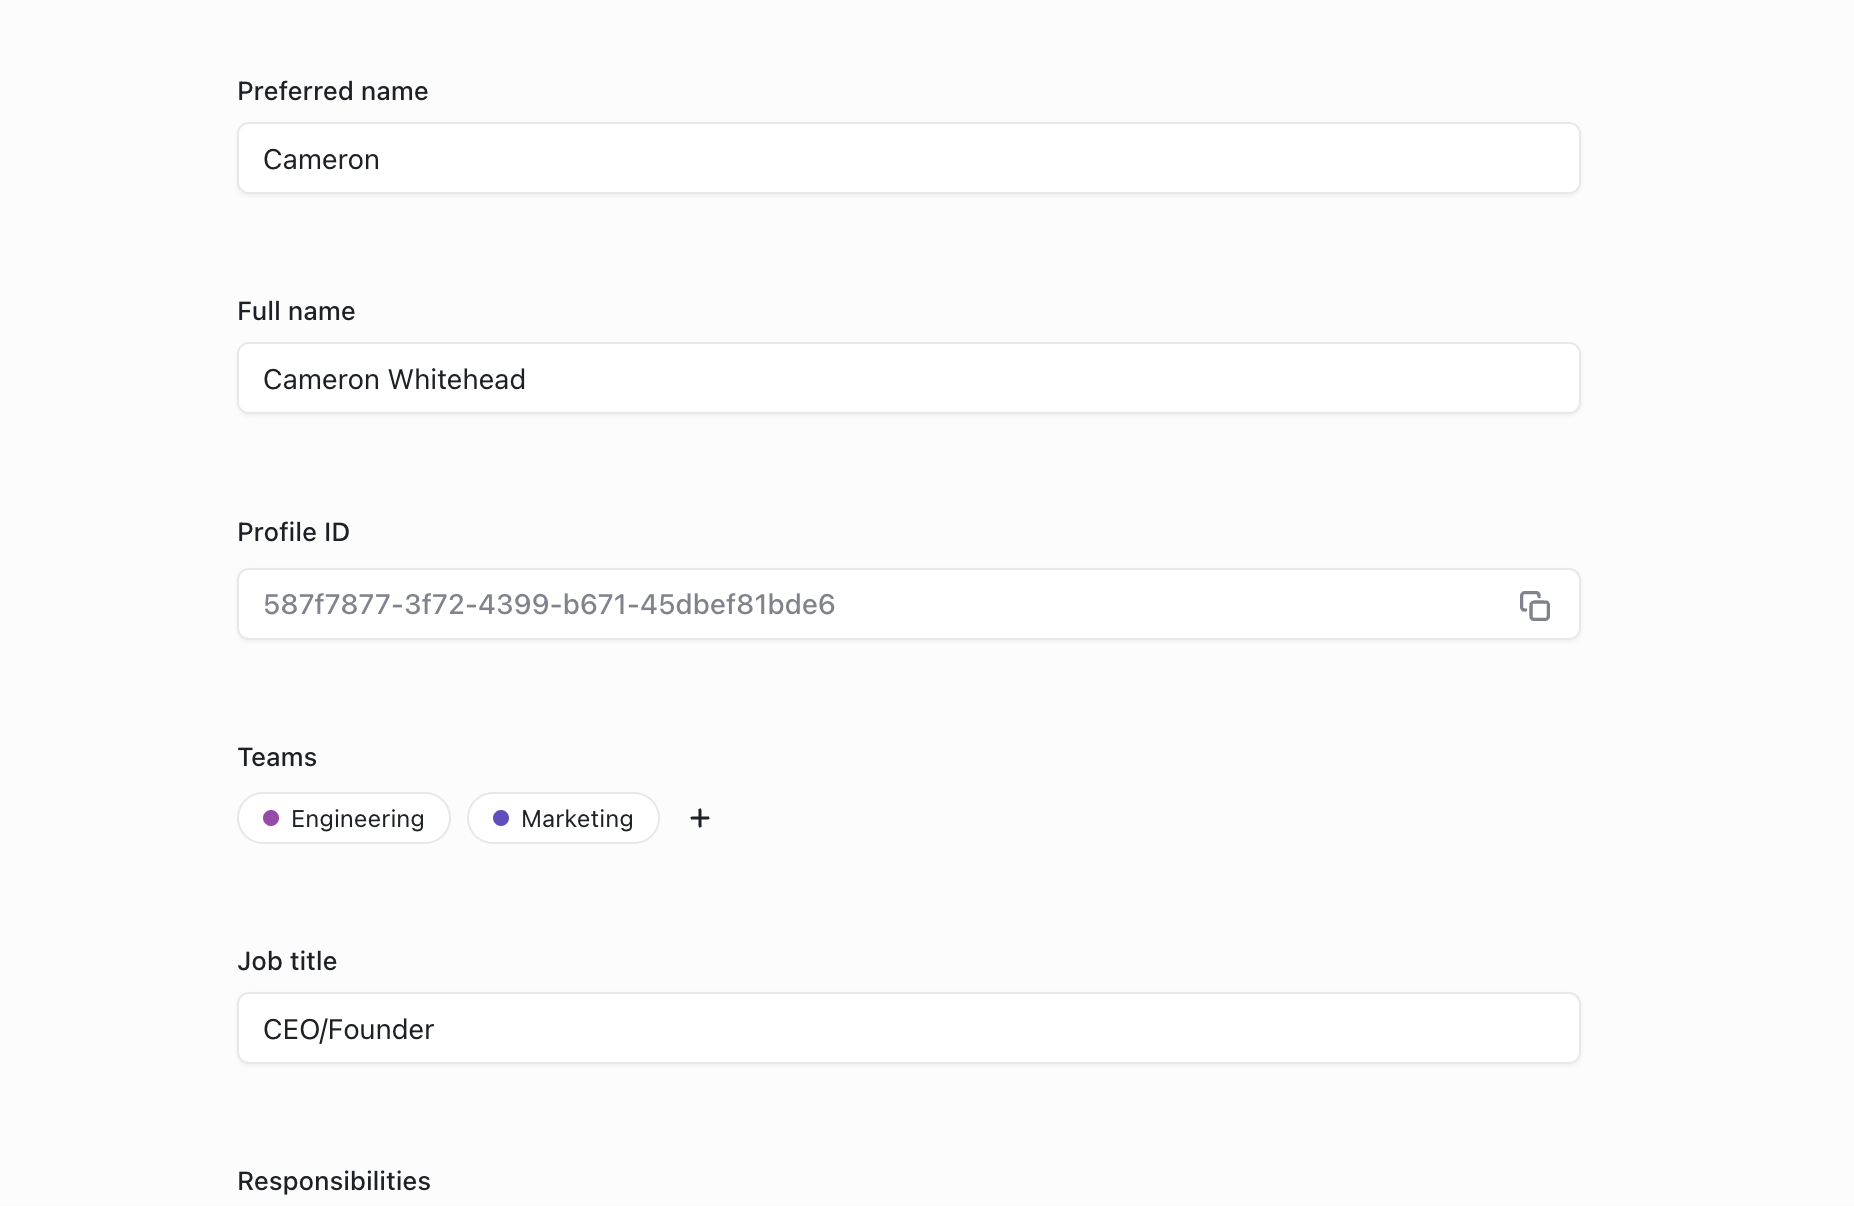 Preferred name
Cameron
Full name
Cameron Whitehead
Profile ID
587f7877-3f72-4399-b671-45dbef81bde6
Teams
Engineering Marketing +
Job title
CEO/Founder
Responsibilities